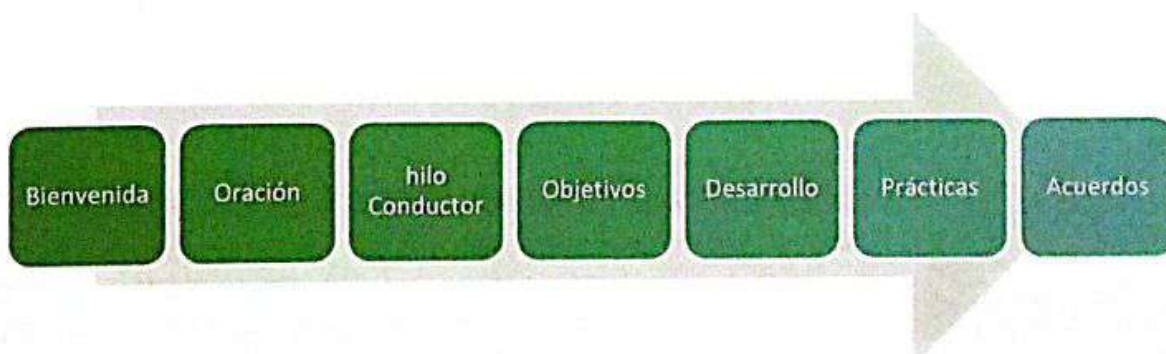 Bienvenida
Oración
hilo
Conductor
Objetivos
Desarrollo
Prácticas
Acuerdos